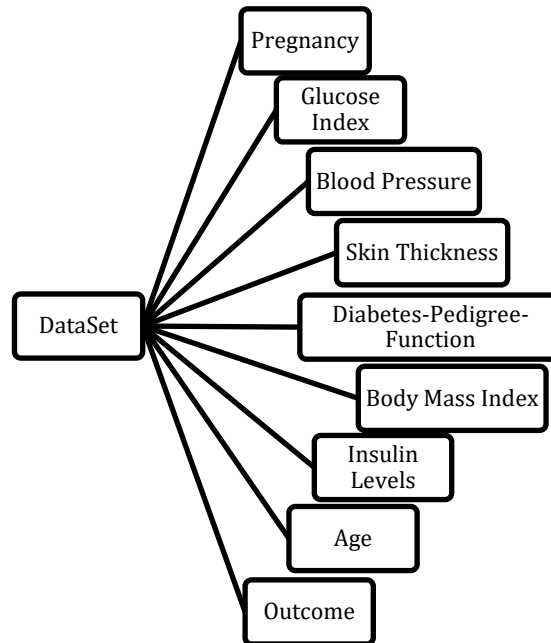 Pregnancy
Glucose
Index
Blood Pressure
Skin Thickness
DataSet
Diabetes-Pedigree-
Function
Body Mass Index
Insulin
Levels
Age
Outcome